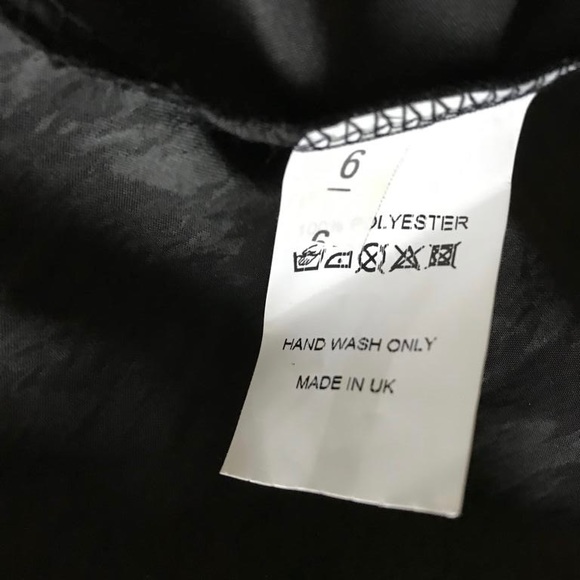 6
POLYESTER
HAND WASH ONLY
MADE IN UK